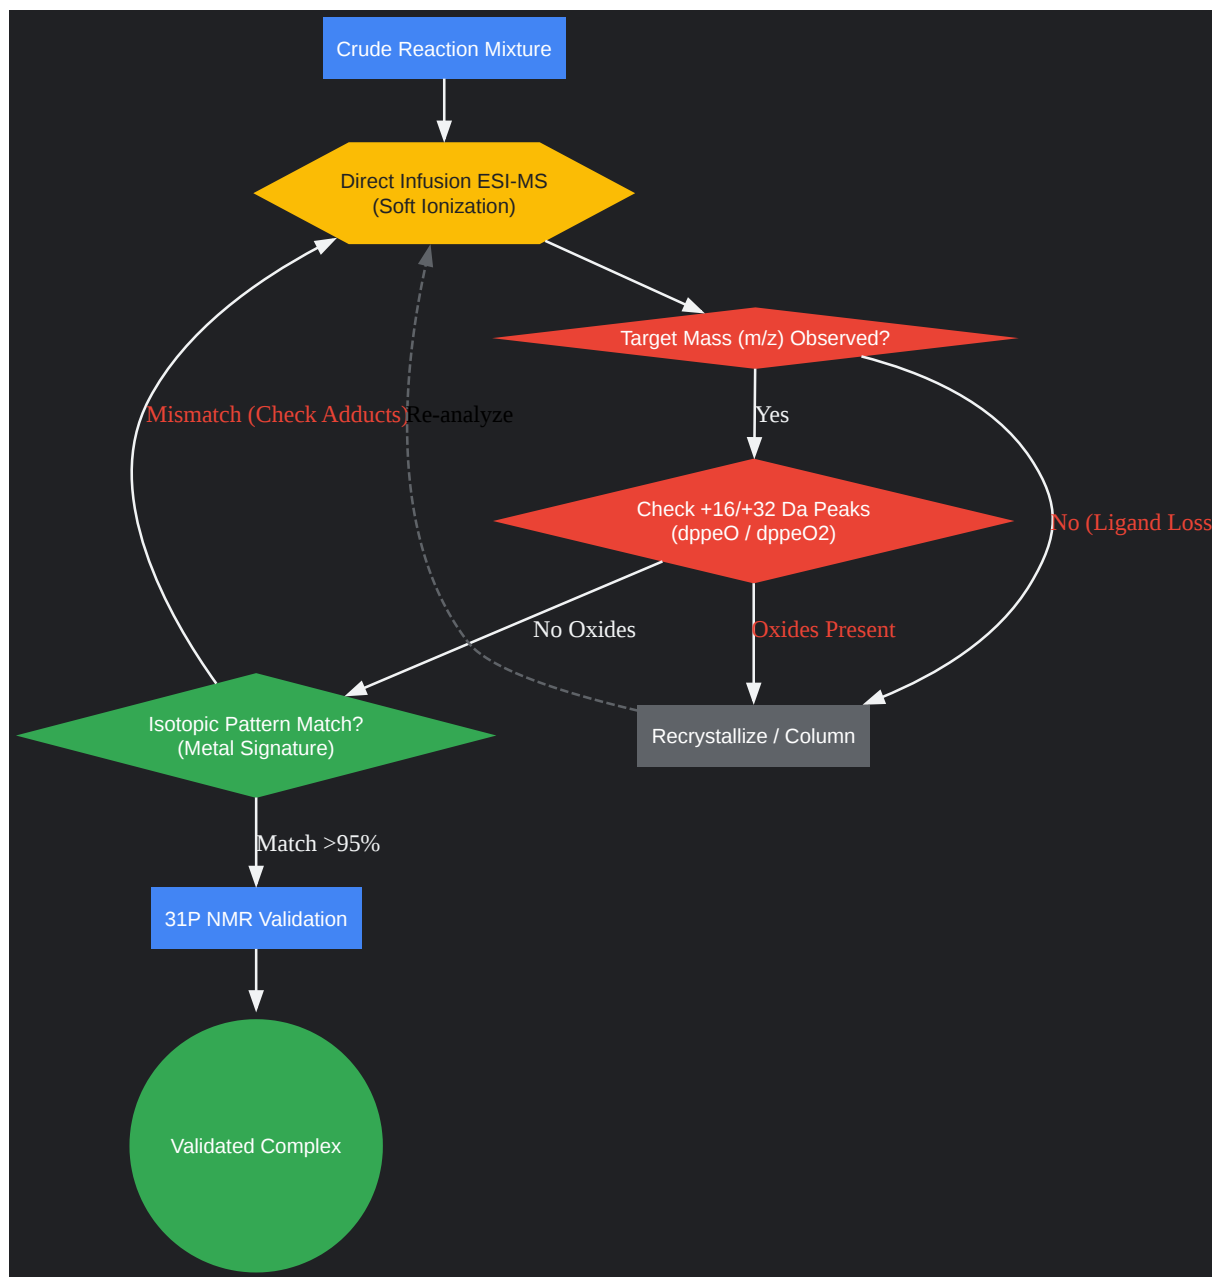 Crude Reaction Mixture
Direct Infusion ESI-MS
(Soft Ionization)
Target Mass (m/z) Observed?
Mismatch (Check Adducts)
Re-analyze
Yes
Check +16/+32 Da Peaks
(dppeO / dppeO2)
No (Ligand Loss
No Oxides
Oxides Present
Isotopic Pattern Match?
(Metal Signature)
Recrystallize / Column
Match >95%
31P NMR Validation
Validated Complex